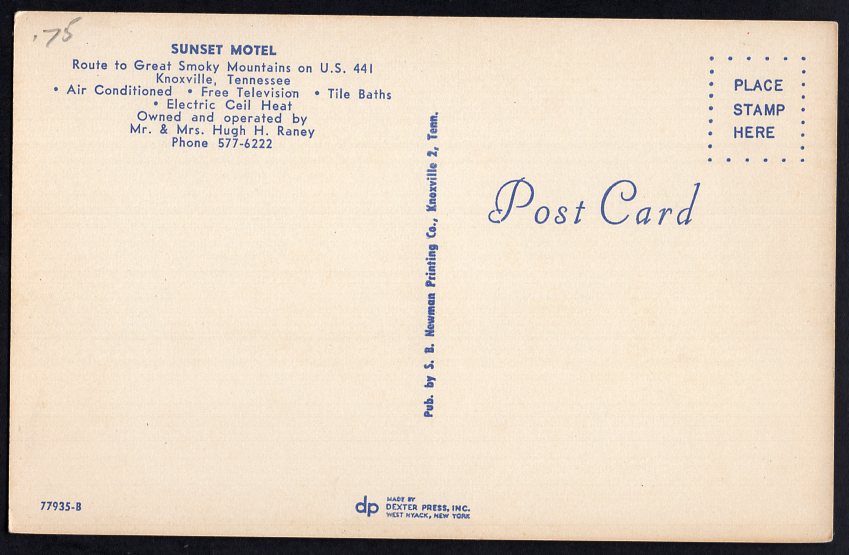 .75
SUNSET MOTEL
Route to Great Smoky Mountains on U.S. 441
Knoxville, Tennessee
• Air Conditioned • Free Television • Tile Baths
• Electric Ceil Heat
Owned and operated by
Mr. & Mrs. Hugh H. Raney
Phone 577-6222
Pub. by S. B. Newman Printing Co., Knoxville 2, Tenn.
PLACE
STAMP
HERE
Post Card
77935-B
dp
MADE BY
DEXTER PRESS, INC.
WEST NYACK, NEW YORK